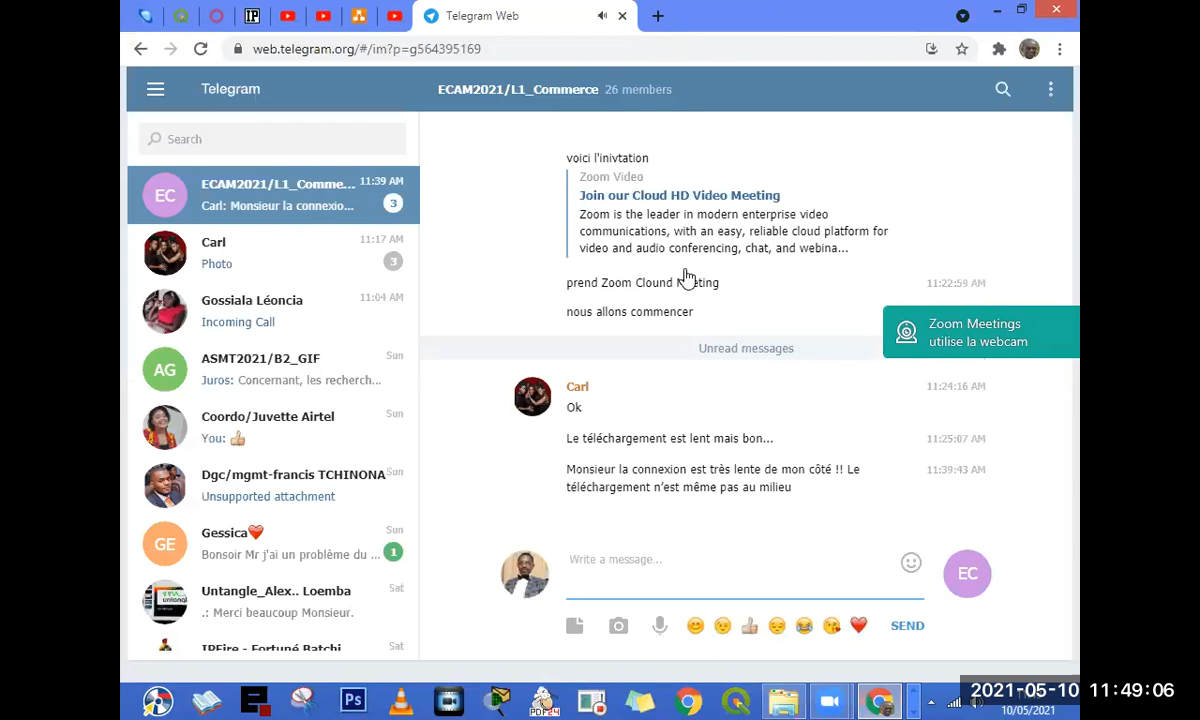 IP
Telegram Web
web.telegram.org/#/im?p=g564395169
Telegram
ECAM2021/L1_Commerce 26 members
Search
EC
ECAM2021/L1_Comme...
11:39 AM
Carl: Monsieur la connexio...
3
Carl
11:17 AM
Photo
3
Gossiala Léoncia
11:04 AM
Incoming Call
AG
ASMT2021/B2_GIF
Sun
Juros: Concernant, les recherch...
Coordo/Juvette Airtel
Sun
You: 👍
Dgc/mgmt-francis TCHINONA
Sun
Unsupported attachment
GE
Gessica❤️
Sun
Bonsoir Mr j'ai un problème du ...
1
Untangle_Alex.. Loemba
Sat
.: Merci beaucoup Monsieur.
IPFire - Fortuné Batchi
Sat
voici l'inivtation
Zoom Video
Join our Cloud HD Video Meeting
Zoom is the leader in modern enterprise video
communications, with an easy, reliable cloud platform for
video and audio conferencing, chat, and webina...
prend Zoom Clound Meeting
11:22:59 AM
nous allons commencer
Zoom Meetings
utilise la webcam
Unread messages
Carl
11:24:16 AM
Ok
Le téléchargement est lent mais bon...
11:25:07 AM
Monsieur la connexion est très lente de mon côté !! Le
11:39:43 AM
téléchargement n'est même pas au milieu
Write a message...
EC
SEND
Ps
PDF24
2021-05-10 11:49:06
10/05/2021